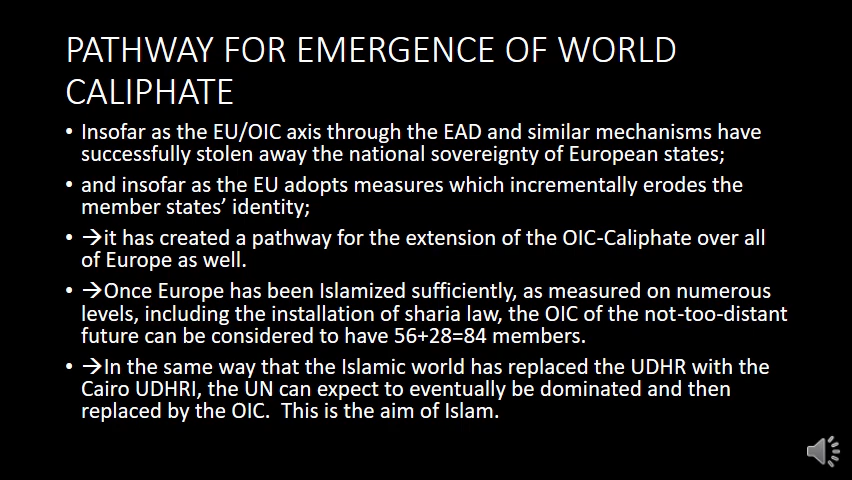 PATHWAY FOR EMERGENCE OF WORLD
CALIPHATE
• Insofar as the EU/OIC axis through the EAD and similar mechanisms have
successfully stolen away the national sovereignty of European states;
• and insofar as the EU adopts measures which incrementally erodes the
member states’ identity;
• →it has created a pathway for the extension of the OIC-Caliphate over all
of Europe as well.
• →Once Europe has been Islamized sufficiently, as measured on numerous
levels, including the installation of sharia law, the OIC of the not-too-distant
future can be considered to have 56+28=84 members.
• →In the same way that the Islamic world has replaced the UDHR with the
Cairo UDHRI, the UN can expect to eventually be dominated and then
replaced by the OIC.  This is the aim of Islam.